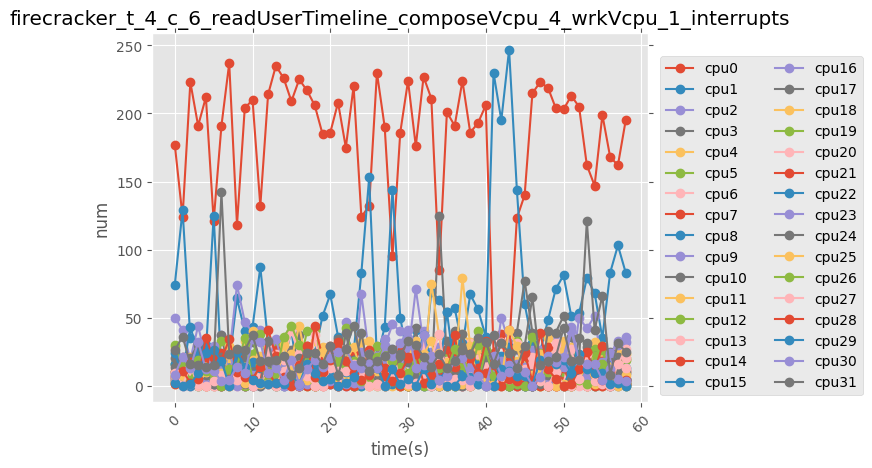 firecracker_t_4_c_6_readUserTimeline_composeVcpu_4_wrkVcpu_1_interrupts
250
200
150
100
50
0
num
0
10
20
30
40
50
60
time(s)
cpu0
cpu1
cpu2
cpu3
cpu4
cpu5
cpu6
cpu7
cpu8
cpu9
cpu10
cpu11
cpu12
cpu13
cpu14
cpu15
cpu16
cpu17
cpu18
cpu19
cpu20
cpu21
cpu22
cpu23
cpu24
cpu25
cpu26
cpu27
cpu28
cpu29
cpu30
cpu31